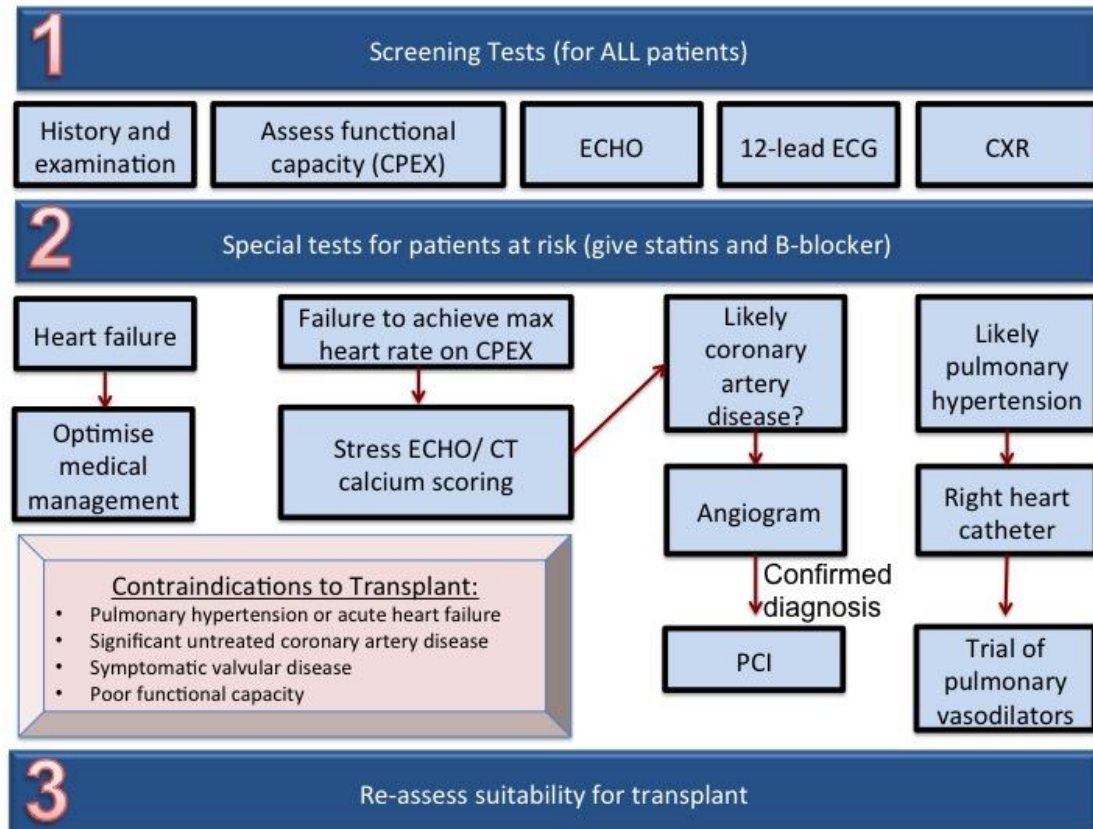 1
Screening Tests (for ALL patients)
History and
examination
Assess functional
capacity (CPEX)
ECHO
12-lead ECG
CXR
2
Special tests for patients at risk (give statins and B-blocker)
Heart failure
Optimise
medical
management
Failure to achieve max
heart rate on CPEX
Stress ECHO/ CT
calcium scoring
Likely
coronary
artery
disease?
Angiogram
Confirmed
diagnosis
PCI
Likely
pulmonary
hypertension
Right heart
catheter
Trial of
pulmonary
vasodilators
Contraindications to Transplant:
• Pulmonary hypertension or acute heart failure
• Significant untreated coronary artery disease
• Symptomatic valvular disease
• Poor functional capacity
3
Re-assess suitability for transplant